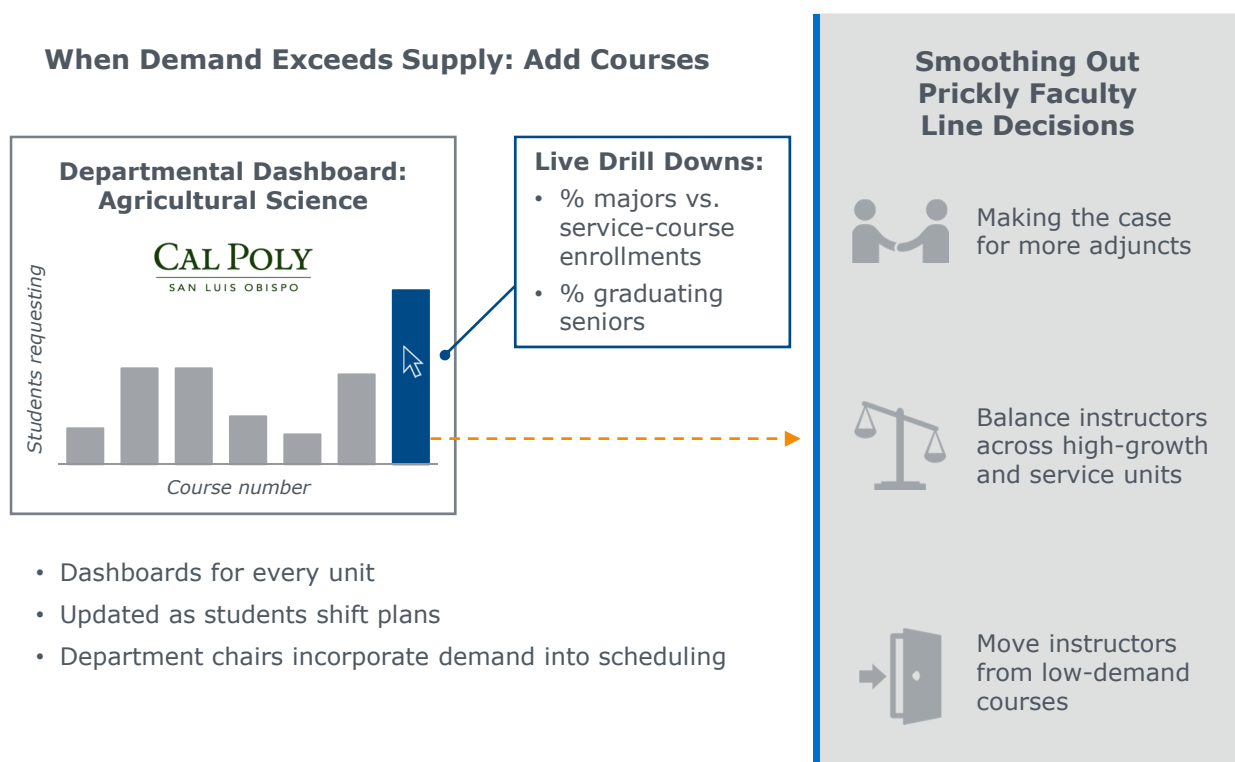 When Demand Exceeds Supply: Add Courses
Departmental Dashboard:
Agricultural Science
CAL POLY
SAN LUIS OBISPO
Students requesting
Course number
Live Drill Downs:
• % majors vs.
service-course
enrollments
• % graduating
seniors
• Dashboards for every unit
• Updated as students shift plans
• Department chairs incorporate demand into scheduling
Smoothing Out
Prickly Faculty
Line Decisions
Making the case
for more adjuncts
Balance instructors
across high-growth
and service units
Move instructors
from low-demand
courses